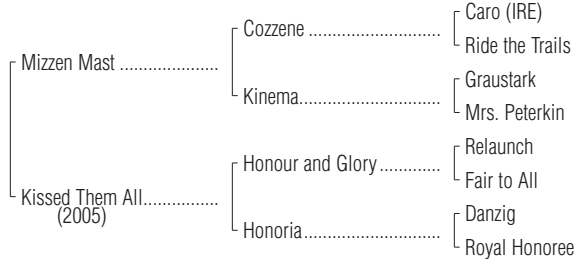 Caro (IRE)
Cozzene ..........................
Ride the Trails
Mizzen Mast .....................
Graustark
Kinema..............................
Mrs. Peterkin
Relaunch
Honour and Glory .............
Fair to All
Kissed Them All................
(2005)
Danzig
Honoria.............................
Royal Honoree